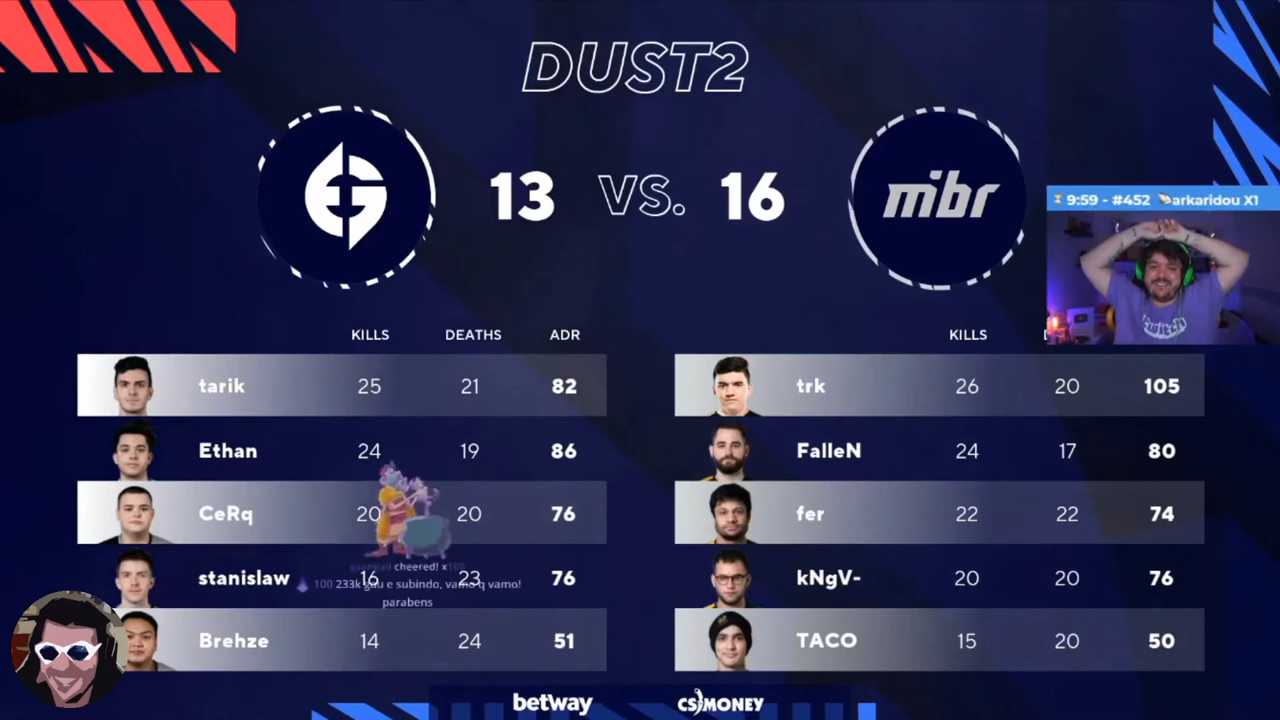 DUST2
EG
13 VS. 16
mibr
9:59 - #452 arkaridou X1
twitch
KILLS DEATHS ADR
tarik 25 21 82
Ethan 24 19 86
CeRq 20 20 76
stanislaw 16 23 76
Brehze 14 24 51
KILLS
trk 26 20 105
FalleN 24 17 80
fer 22 22 74
kNgV- 20 20 76
TACO 15 20 50
cheered! x100
100 233k gau e subindo, vamo q vamo!
parabens
betway
CS MONEY